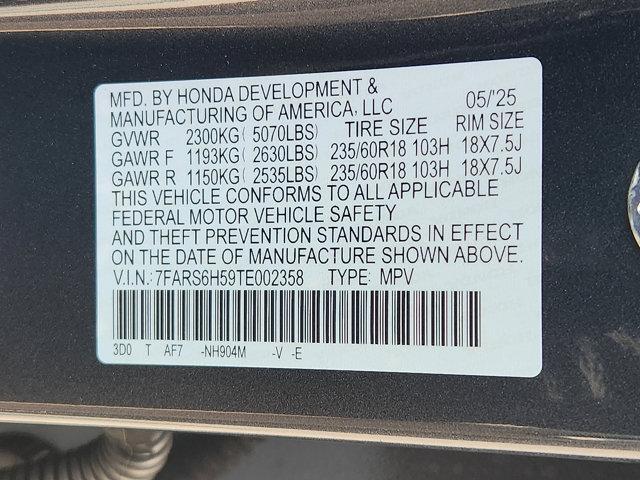 MFD. BY HONDA DEVELOPMENT &
MANUFACTURING OF AMERICA, LLC 05/'25
GVWR 2300KG( 5070LBS) TIRE SIZE RIM SIZE
GAWR F 1193KG( 2630LBS) 235/60R18 103H 18X7.5J
GAWR R 1150KG( 2535LBS) 235/60R18 103H 18X7.5J
THIS VEHICLE CONFORMS TO ALL APPLICABLE
FEDERAL MOTOR VEHICLE SAFETY
AND THEFT PREVENTION STANDARDS IN EFFECT
ON THE DATE OF MANUFACTURE SHOWN ABOVE.
V.I.N.:7FARS6H59TE002358 TYPE: MPV
3D0 T AF7 -NH904M -V -E